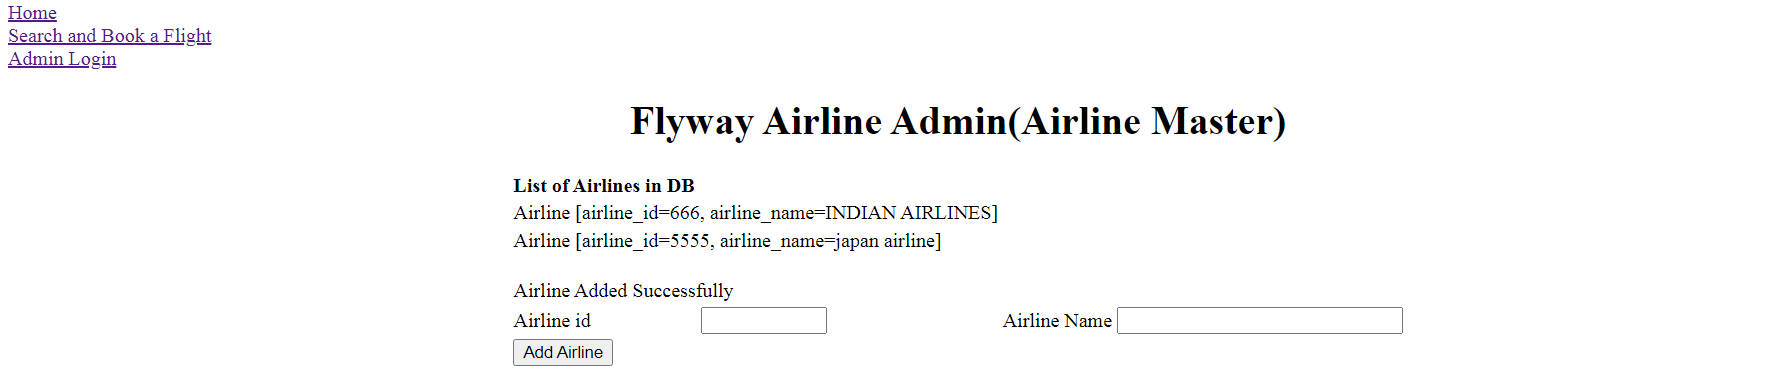 Home
Search and Book a Flight
Admin Login
Flyway Airline Admin(Airline Master)
List of Airlines in DB
Airline [airline_id=666, airline_name=INDIAN AIRLINES]
Airline [airline_id=5555, airline_name=japan airline]
Airline Added Successfully
Airline id Airline Name
Add Airline